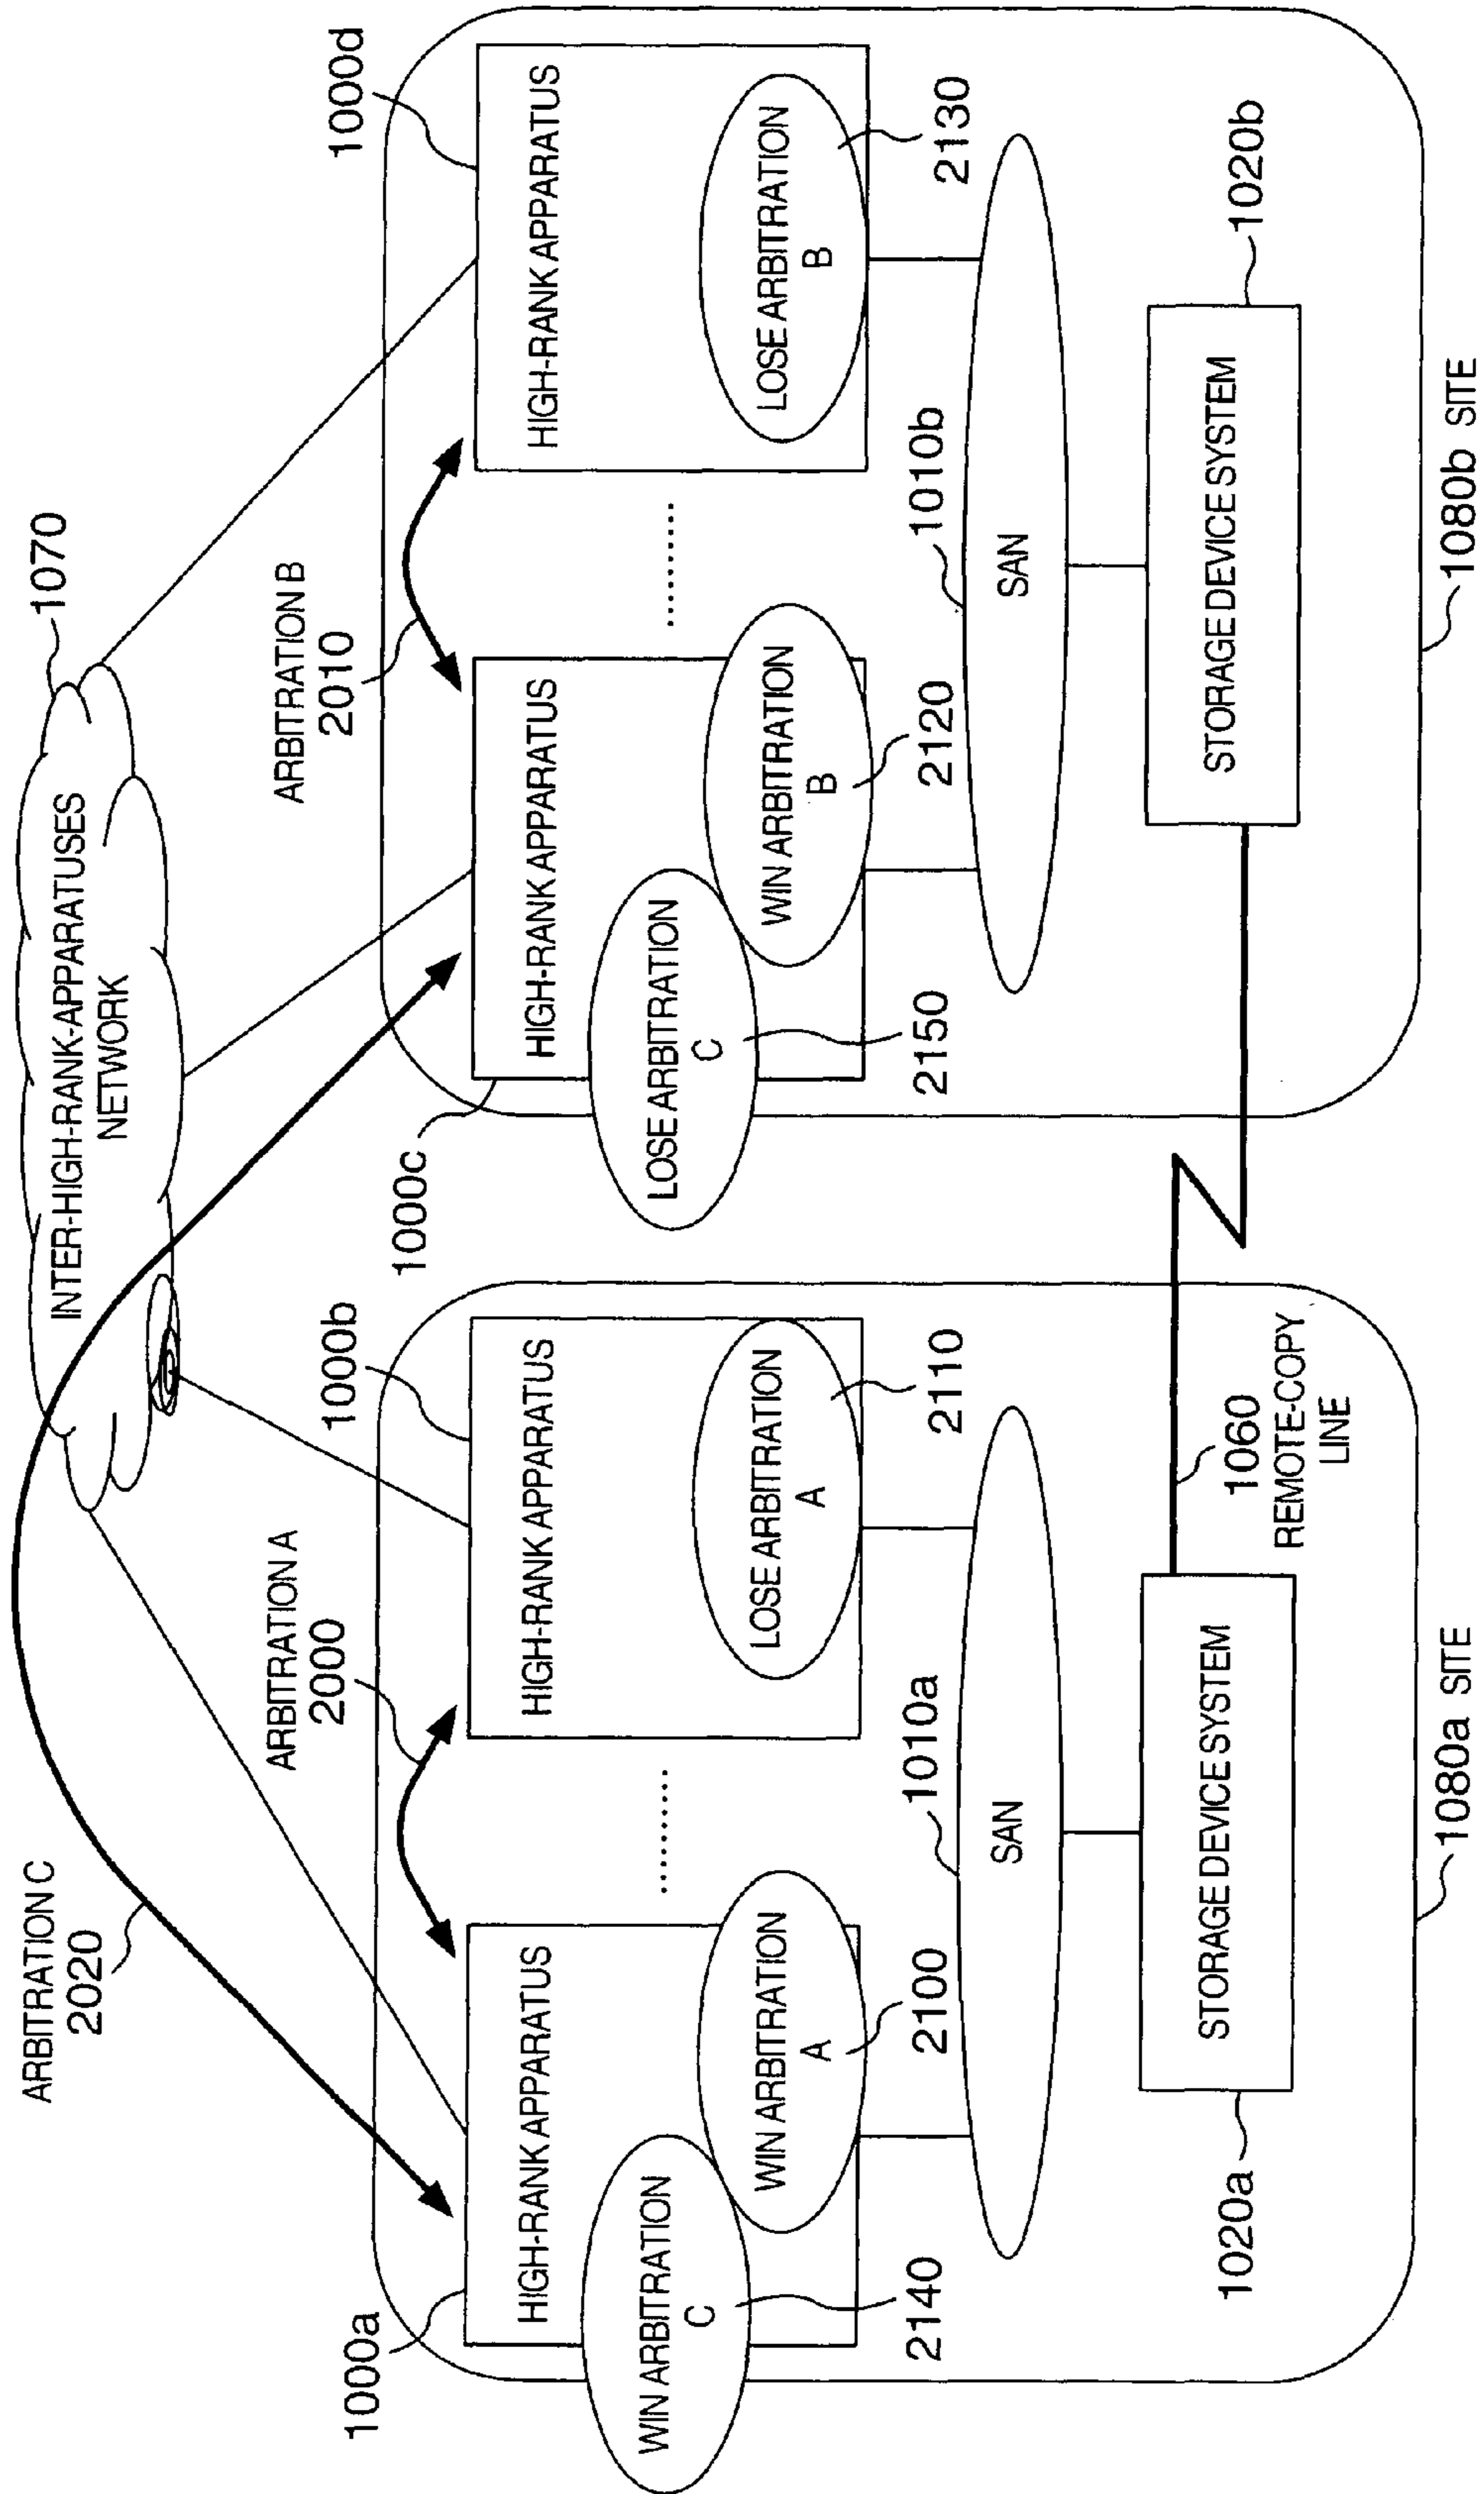 ARBITRATION C
2020
INTER-HIGH-RANK-APPARATUSES
NETWORK
1070
ARBITRATION A
2000
ARBITRATION B
2010
1000a
HIGH-RANK APPARATUS
WIN ARBITRATION
C
2140
WIN ARBITRATION
A
2100
........
1000b
HIGH-RANK APPARATUS
LOSE ARBITRATION
A
2110
1010a
SAN
1020a
STORAGE DEVICE SYSTEM
1060
REMOTE-COPY
LINE
1080a SITE
1000c
HIGH-RANK APPARATUS
LOSE ARBITRATION
C
2150
WIN ARBITRATION
B
2120
........
1000d
HIGH-RANK APPARATUS
LOSE ARBITRATION
B
2130
1010b
SAN
STORAGE DEVICE SYSTEM
1020b
1080b SITE